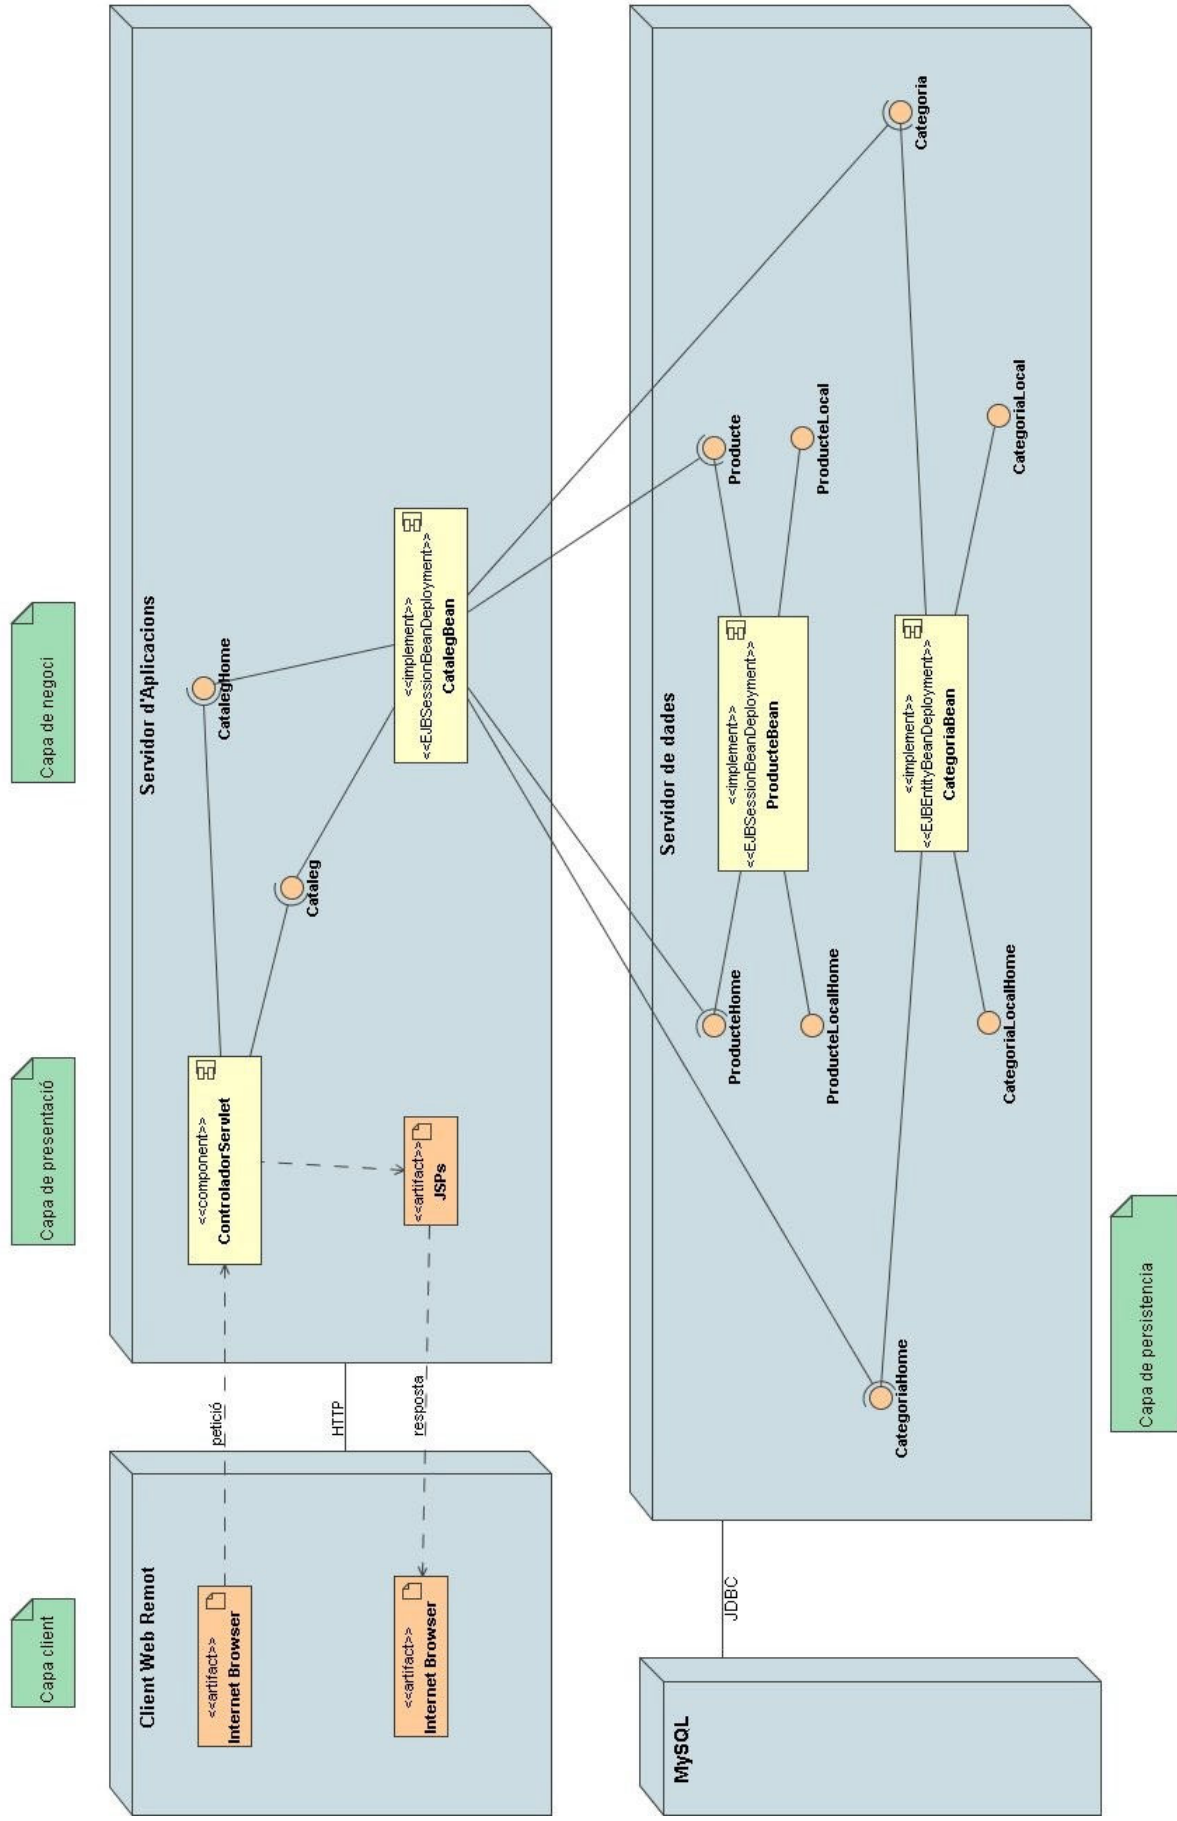 Capa client
Capa de presentació
Capa de negoci
Client Web Remot
<<artifact>>
Internet Browser
<<artifact>>
Internet Browser
petició
HTTP
resposta
Servidor d'Aplicacions
<<component>>
ControladorServlet
<<artifact>>
JSPs
CatalegHome
Cataleg
<<implement>>
<<EJBSessionBeanDeployment>>
CatalegBean
MySQL
JDBC
Servidor de dades
ProducteHome
ProducteLocalHome
<<implement>>
<<EJBSessionBeanDeployment>>
ProducteBean
Producte
ProducteLocal
CategoriaHome
CategoriaLocalHome
<<implement>>
<<EJBEntityBeanDeployment>>
CategoriaBean
CategoriaLocal
Categoria
Capa de persistencia